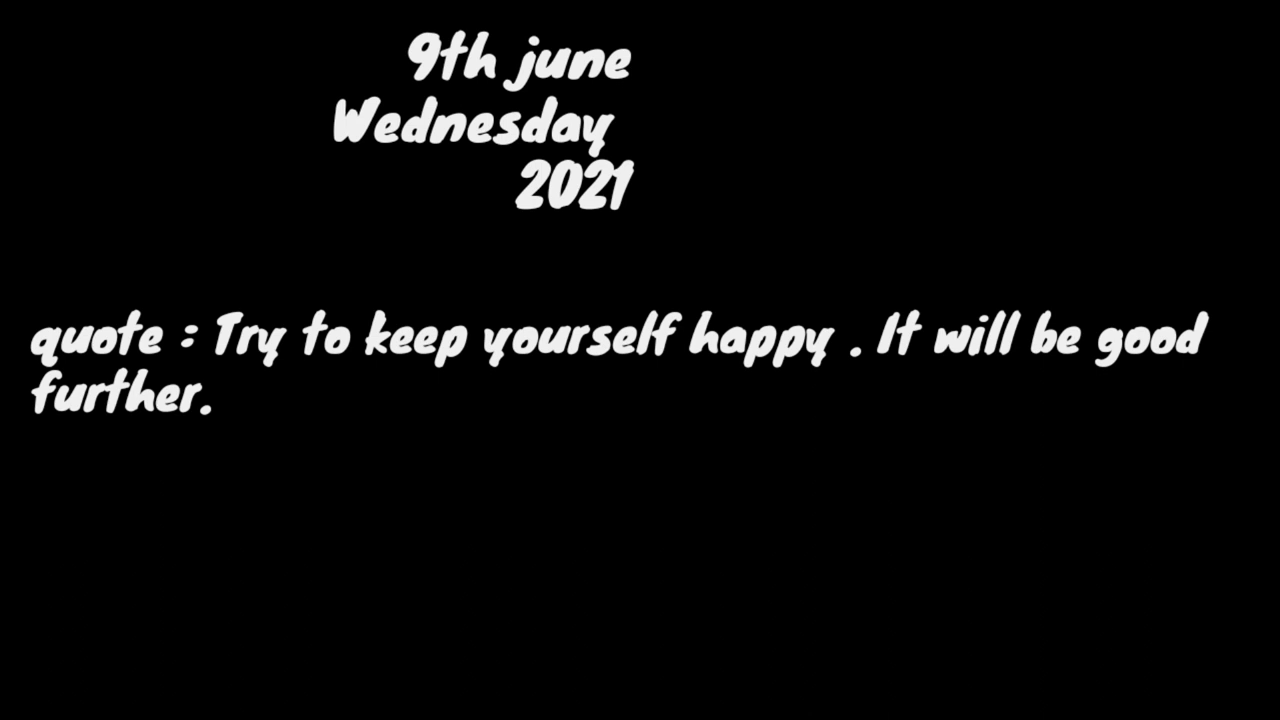 9th june
Wednesday
2021
quote : Try to keep yourself happy . It will be good
further.